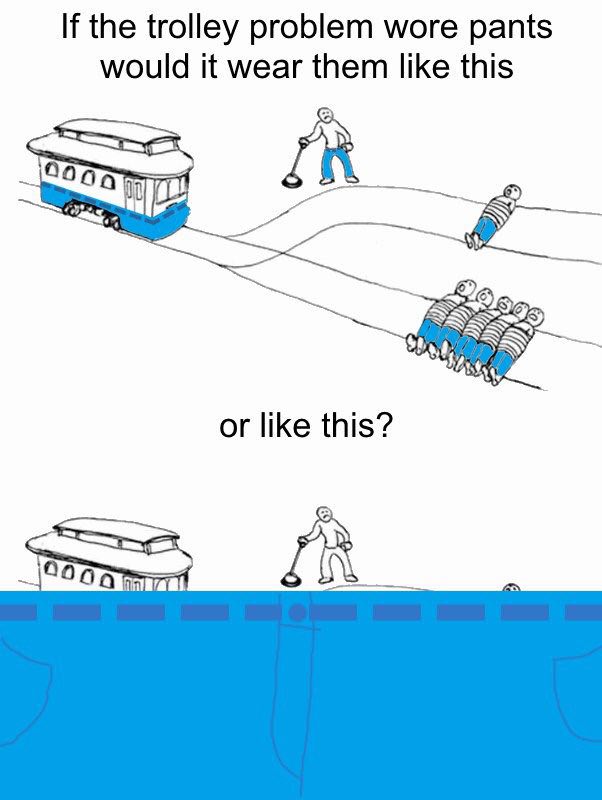 If the trolley problem wore pants
would it wear them like this
or like this?